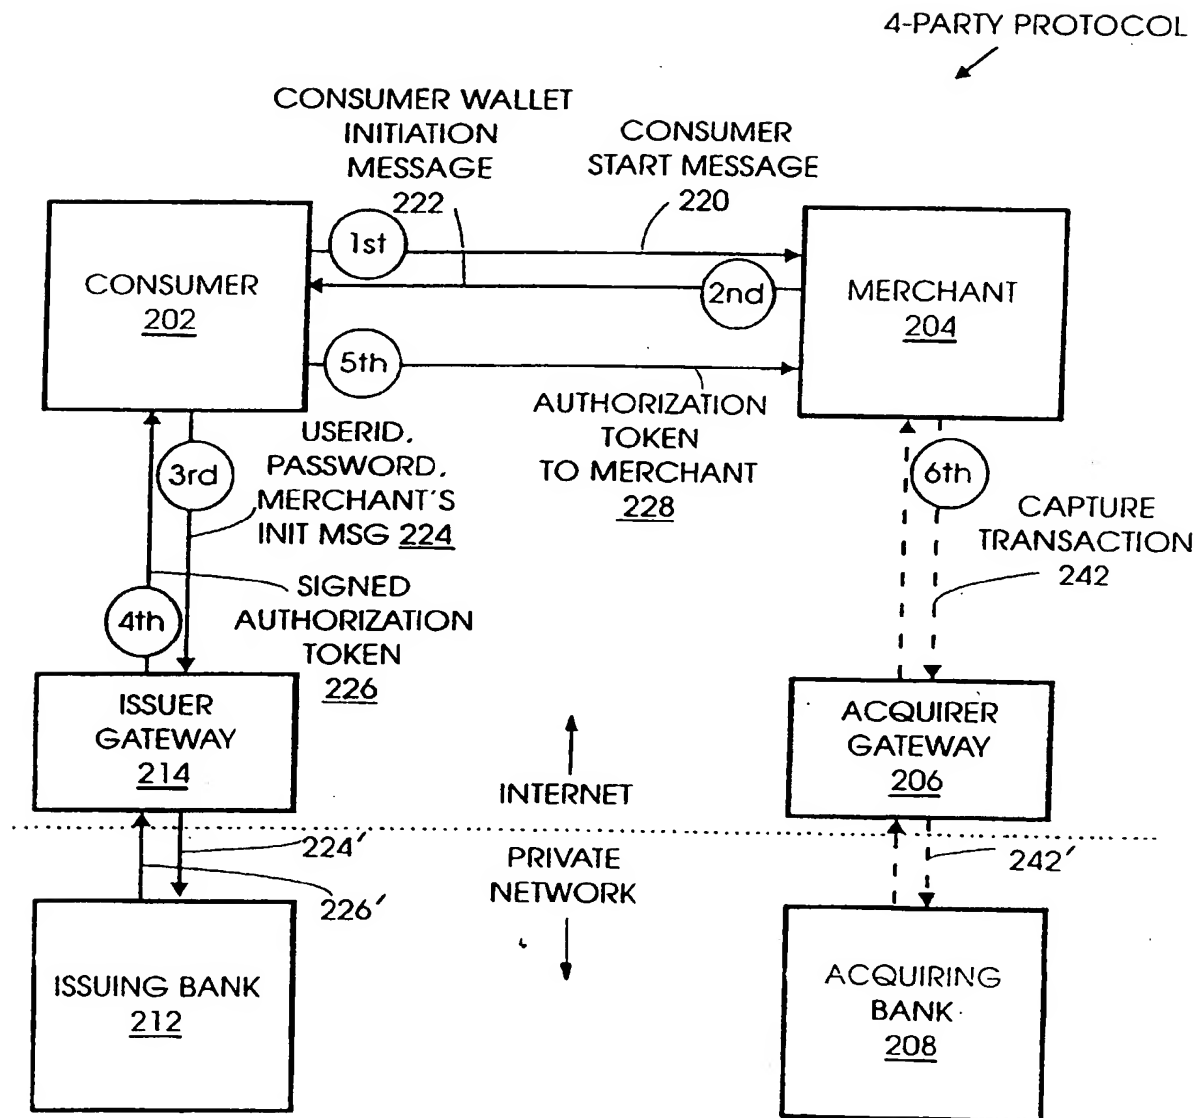 4-PARTY PROTOCOL
CONSUMER WALLET
INITIATION
MESSAGE
222
CONSUMER
START MESSAGE
220
1st
2nd
CONSUMER
202
MERCHANT
204
5th
AUTHORIZATION
TOKEN
TO MERCHANT
228
USERID,
PASSWORD,
MERCHANT'S
INIT MSG 224
3rd
6th
CAPTURE
TRANSACTION
242
SIGNED
AUTHORIZATION
TOKEN
226
4th
ISSUER
GATEWAY
214
ACQUIRER
GATEWAY
206
INTERNET
PRIVATE
NETWORK
224'
226'
242'
ISSUING BANK
212
ACQUIRING
BANK
208